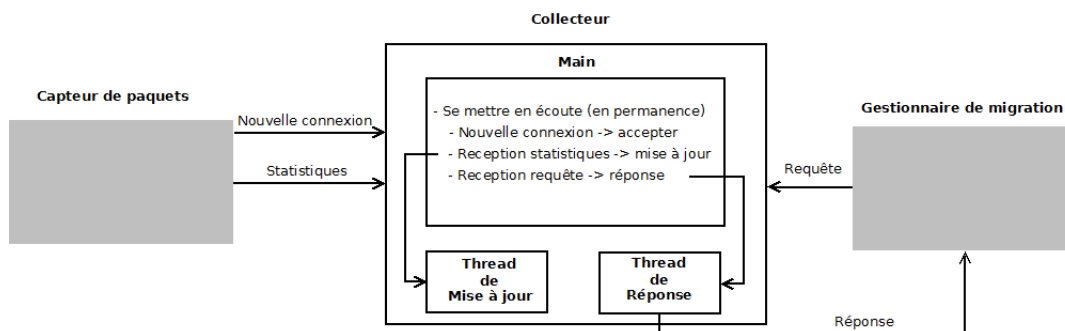 Collecteur
Main
Capteur de paquets
Nouvelle connexion
Statistiques
- Se mettre en écoute (en permanence)
- Nouvelle connexion -> accepter
- Reception statistiques -> mise à jour
- Reception requête -> réponse
Gestionnaire de migration
Requête
Thread
de
Mise à jour
Thread
de
Réponse
Réponse